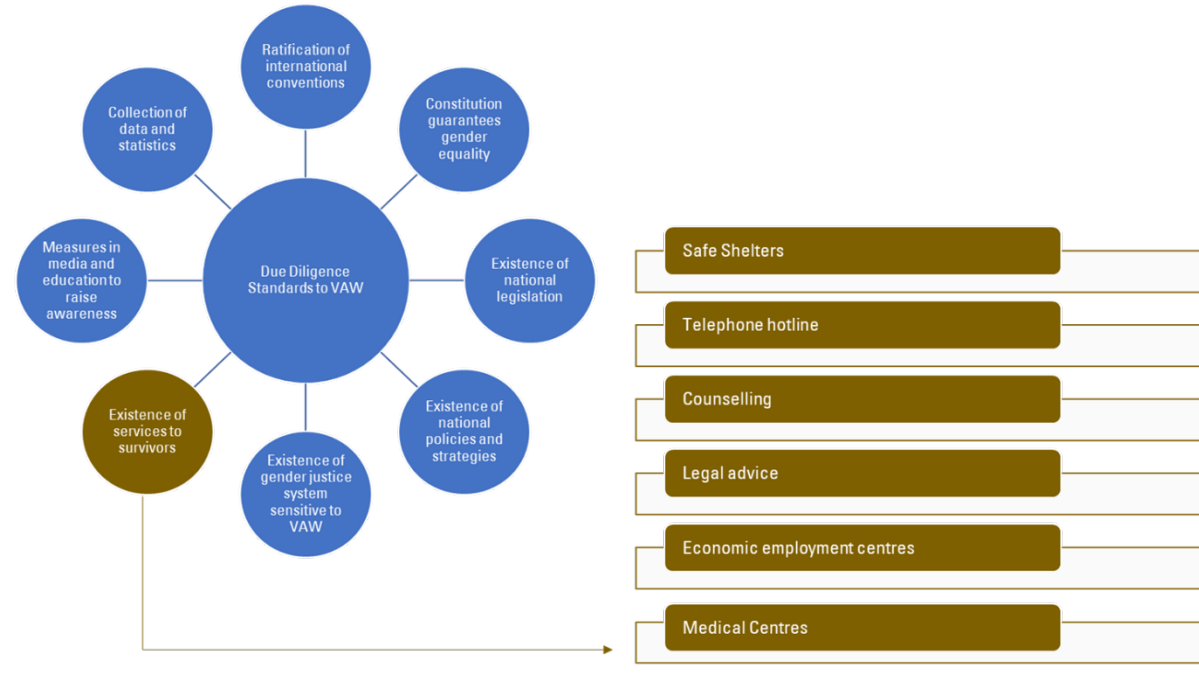 Ratification of
international
conventions
Constitution
guarantees
gender
equality
Existence of
national
legislation
Existence of
national
policies and
strategies
Existence of
gender justice
system
sensitive to
VAW
Existence of
services to
survivors
Measures in
media and
education to
raise
awareness
Collection of
data and
statistics
Due Diligence
Standards to VAW
Safe Shelters
Telephone hotline
Counselling
Legal advice
Economic employment centres
Medical Centres